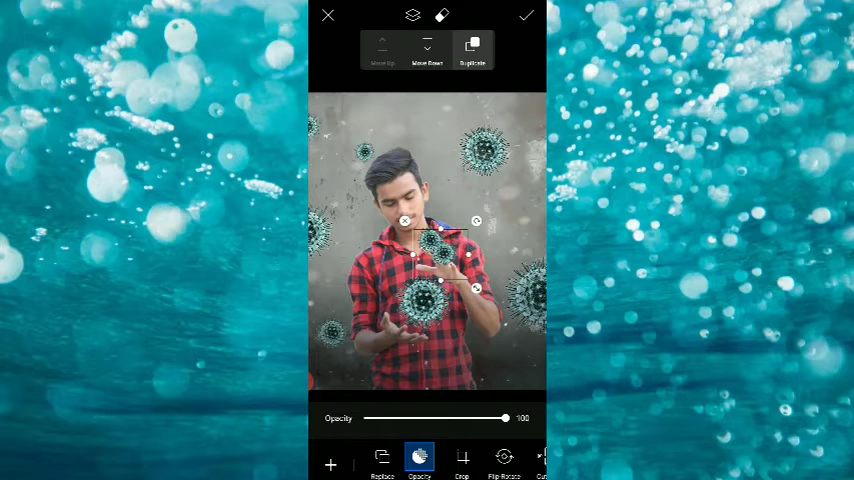 Move Up
Move Down
Duplicate
Opacity
100
Replace
Opacity
Crop
Flip-Rotate